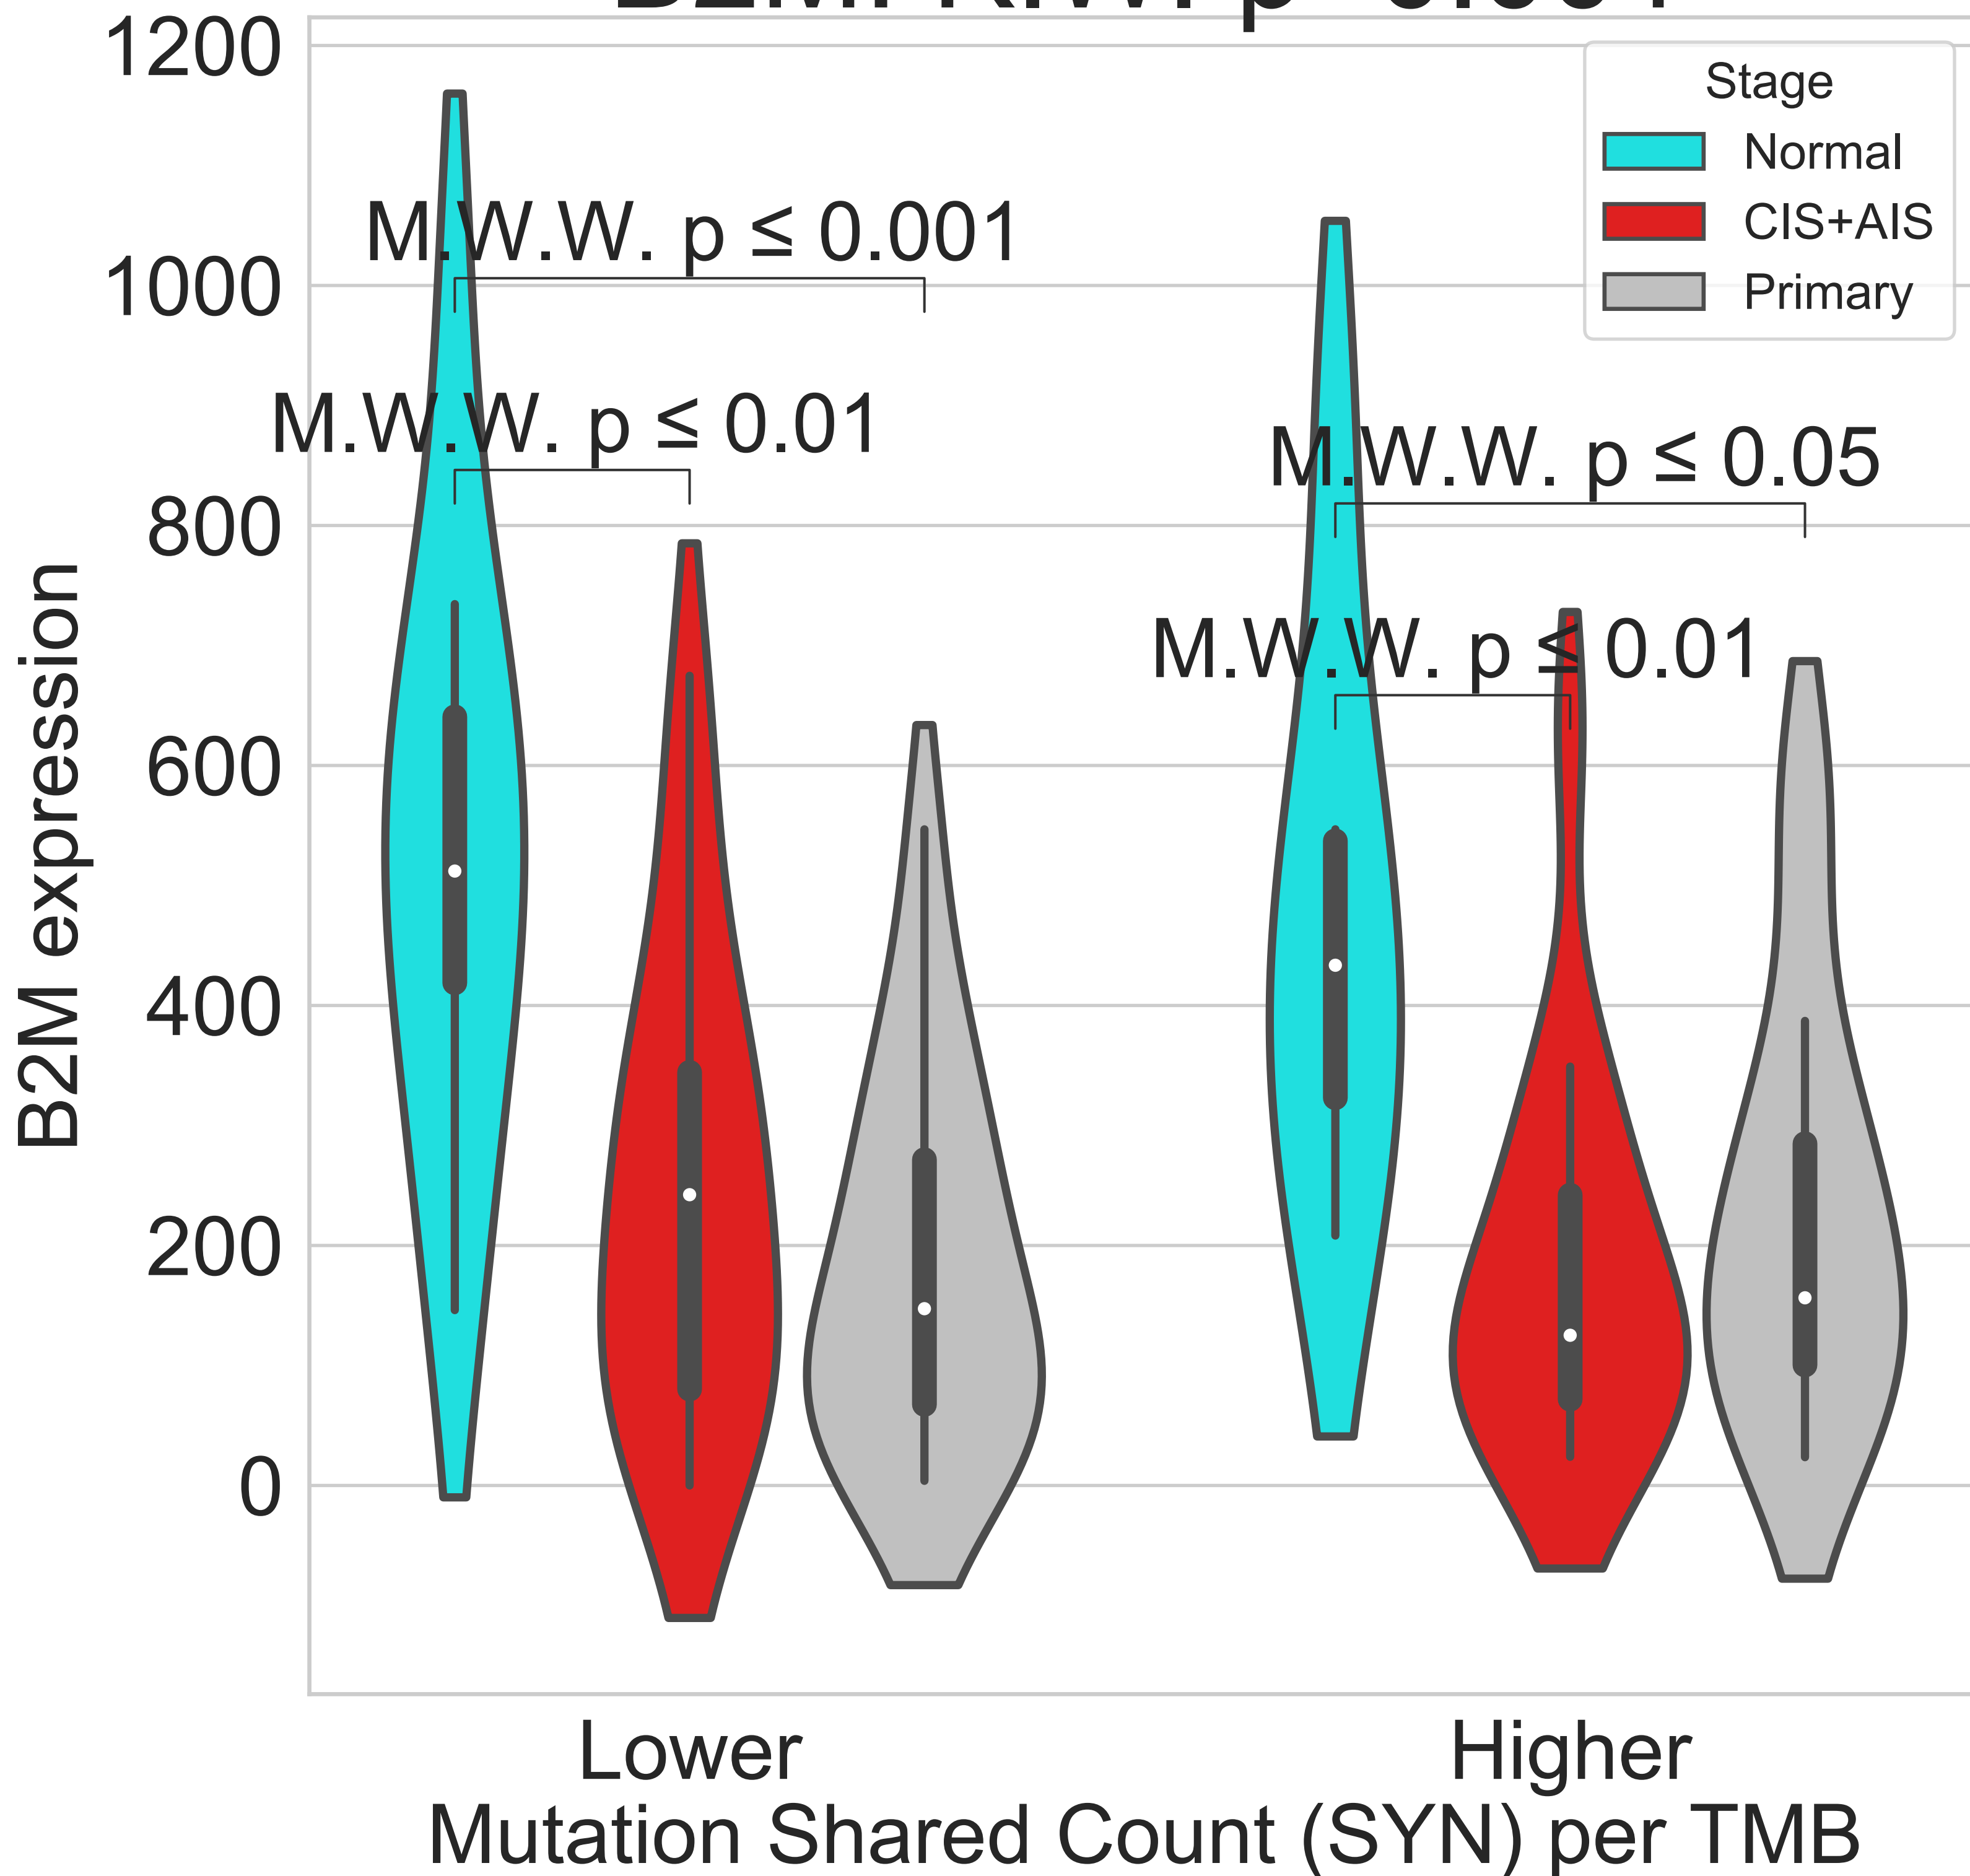 1200
1000
800
600
400
200
0
B2M expression
Stage
Normal
CIS+AIS
Primary
M.W.W. p ≤ 0.001
M.W.W. p ≤ 0.01
M.W.W. p ≤ 0.05
M.W.W. p ≤ 0.01
Lower
Higher
Mutation Shared Count (SYN) per TMB